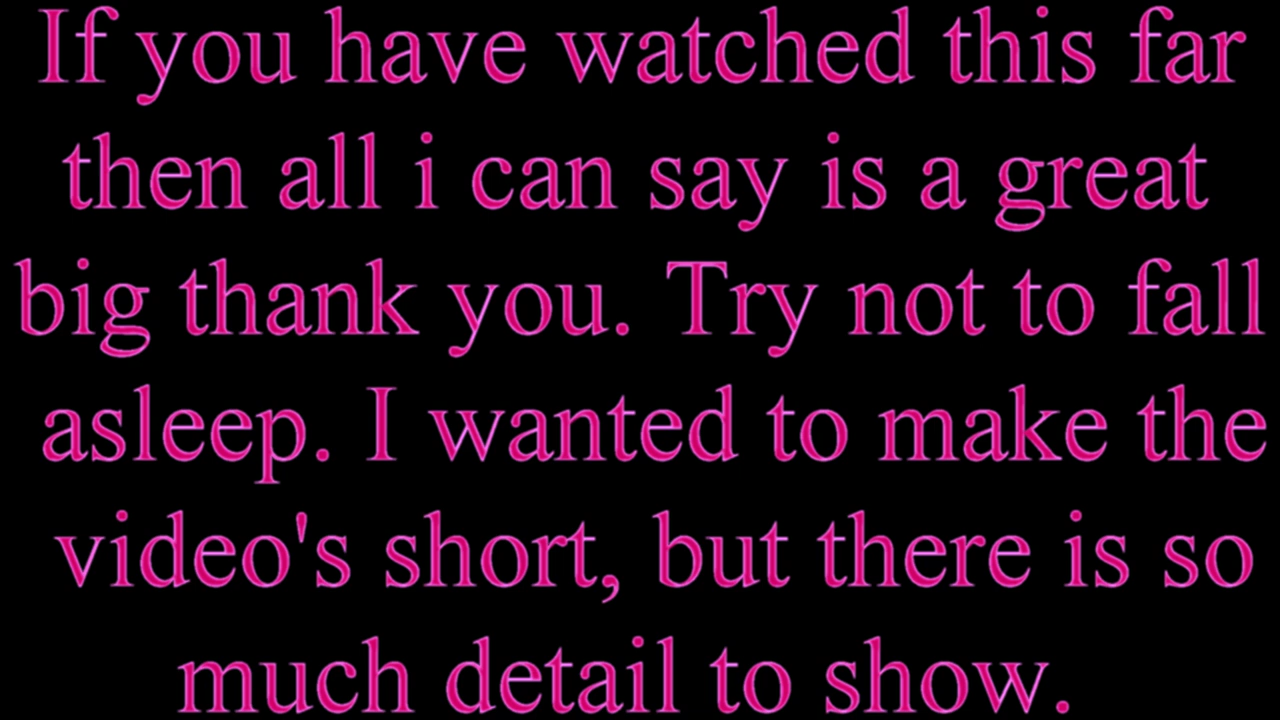 If you have watched this far
then all i can say is a great
big thank you. Try not to fall
asleep. I wanted to make the
video's short, but there is so
much detail to show.